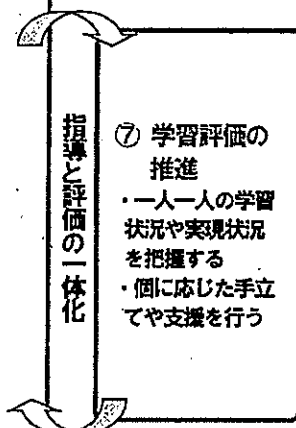 指導と評価の一体化
⑦ 学習評価の
推進
・一人一人の学習
状況や実現状況
を把握する
・個に応じた手立
てや支援を行う